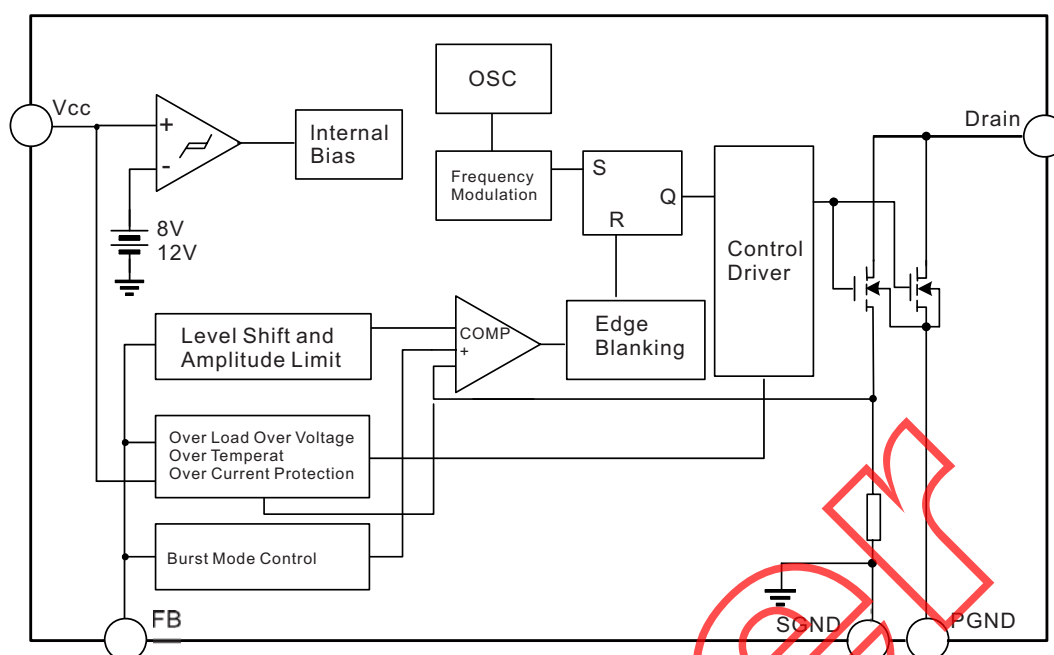 Vcc
+
-
8V
12V
Internal
Bias
OSC
Frequency
Modulation
S
R
Q
Control
Driver
Drain
Level Shift and
Amplitude Limit
COMP
+
Edge
Blanking
Over Load Over Voltage
Over Temperat
Over Current Protection
Burst Mode Control
FB
SGND
PGND
er